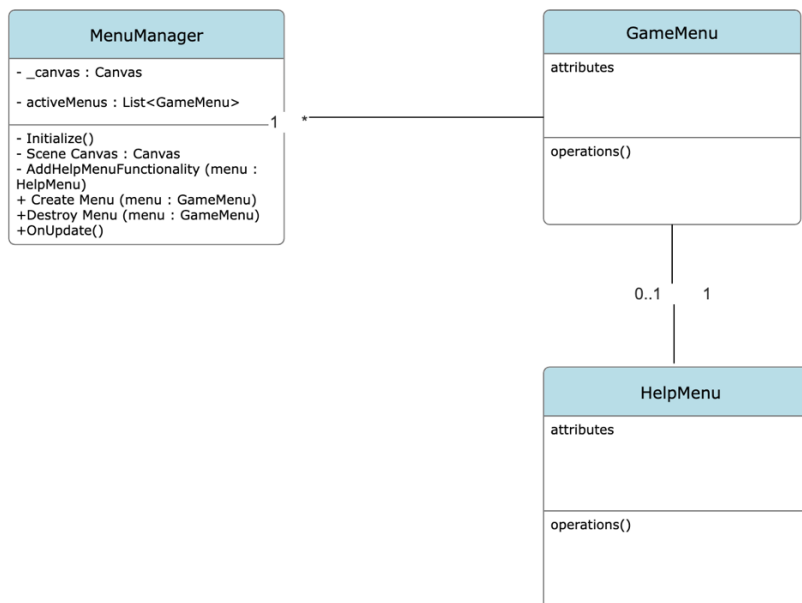 MenuManager
- _canvas : Canvas
- activeMenus : List<GameMenu>
- Initialize()
- Scene Canvas : Canvas
- AddHelpMenuFunctionality (menu :
HelpMenu)
+ Create Menu (menu : GameMenu)
+Destroy Menu (menu : GameMenu)
+OnUpdate()
1 *
GameMenu
attributes
operations()
0..1 1
HelpMenu
attributes
operations()